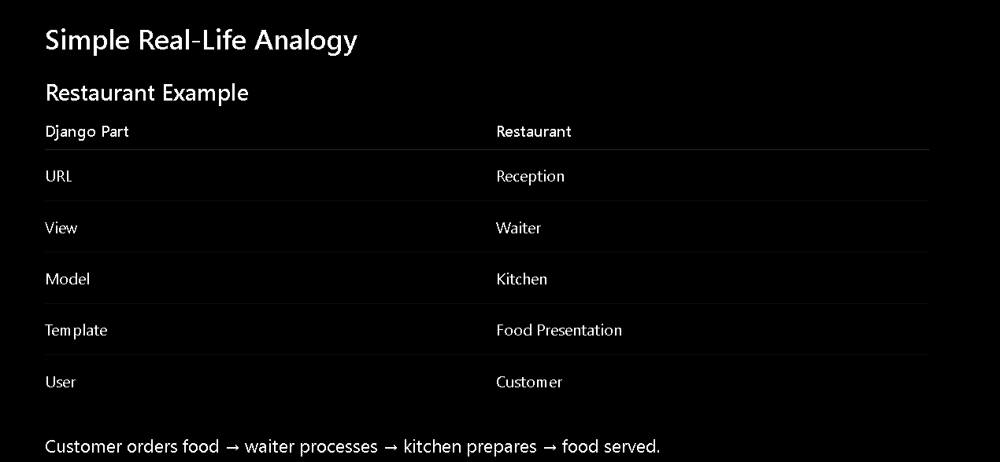 Simple Real-Life Analogy
Restaurant Example
Django Part Restaurant
URL Reception
View Waiter
Model Kitchen
Template Food Presentation
User Customer
Customer orders food → waiter processes → kitchen prepares → food served.